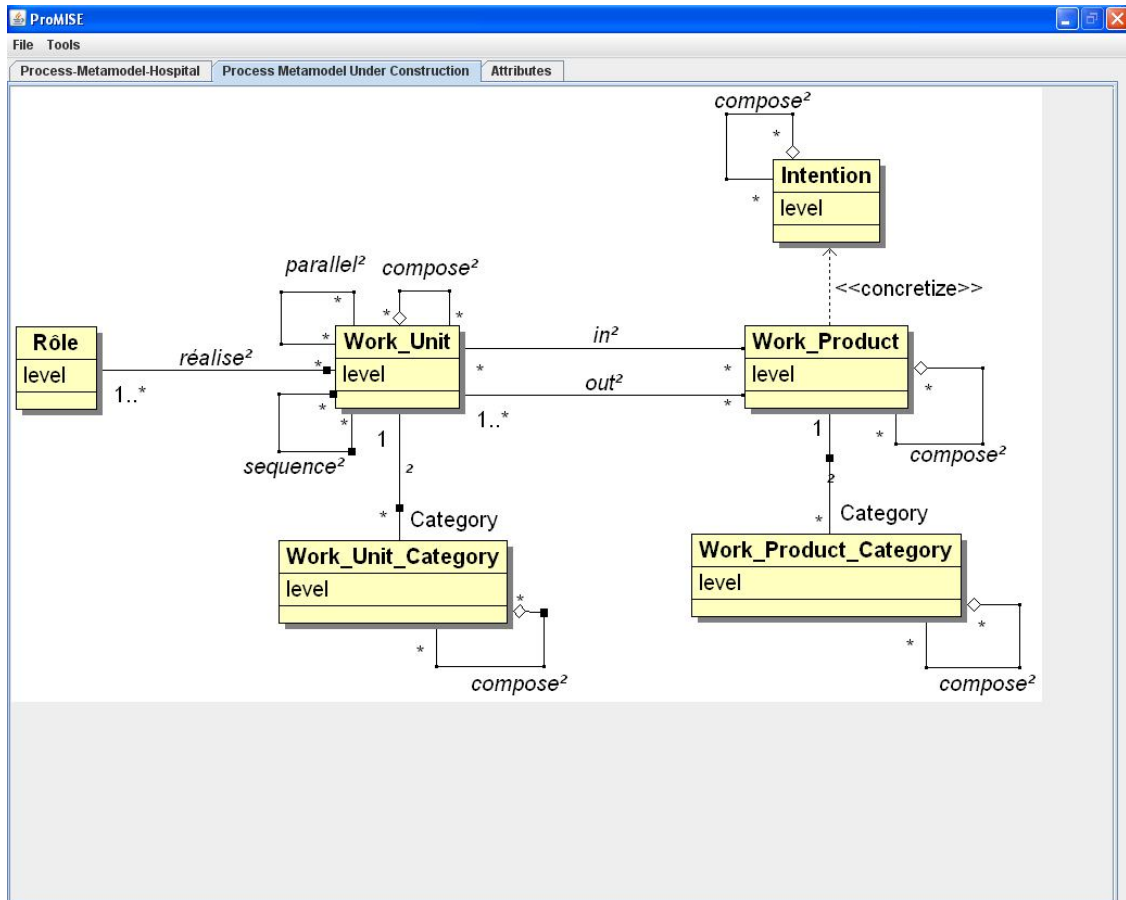 ProMISE
File Tools
Process-Metamodel-Hospital Process Metamodel Under Construction Attributes
compose²
*
Intention
*
level
parallel² compose²
*
<<concretize>>
* *
Rôle
*
Work_Unit
in²
Work_Product
réalise²
level
*
level
*
*
level
1..*
out²
*
*
*
1..*
*
*
1
1
compose²
sequence²
²
²
*
Category
*
Category
Work_Unit_Category
Work_Product_Category
level
*
level
*
*
*
compose²
compose²